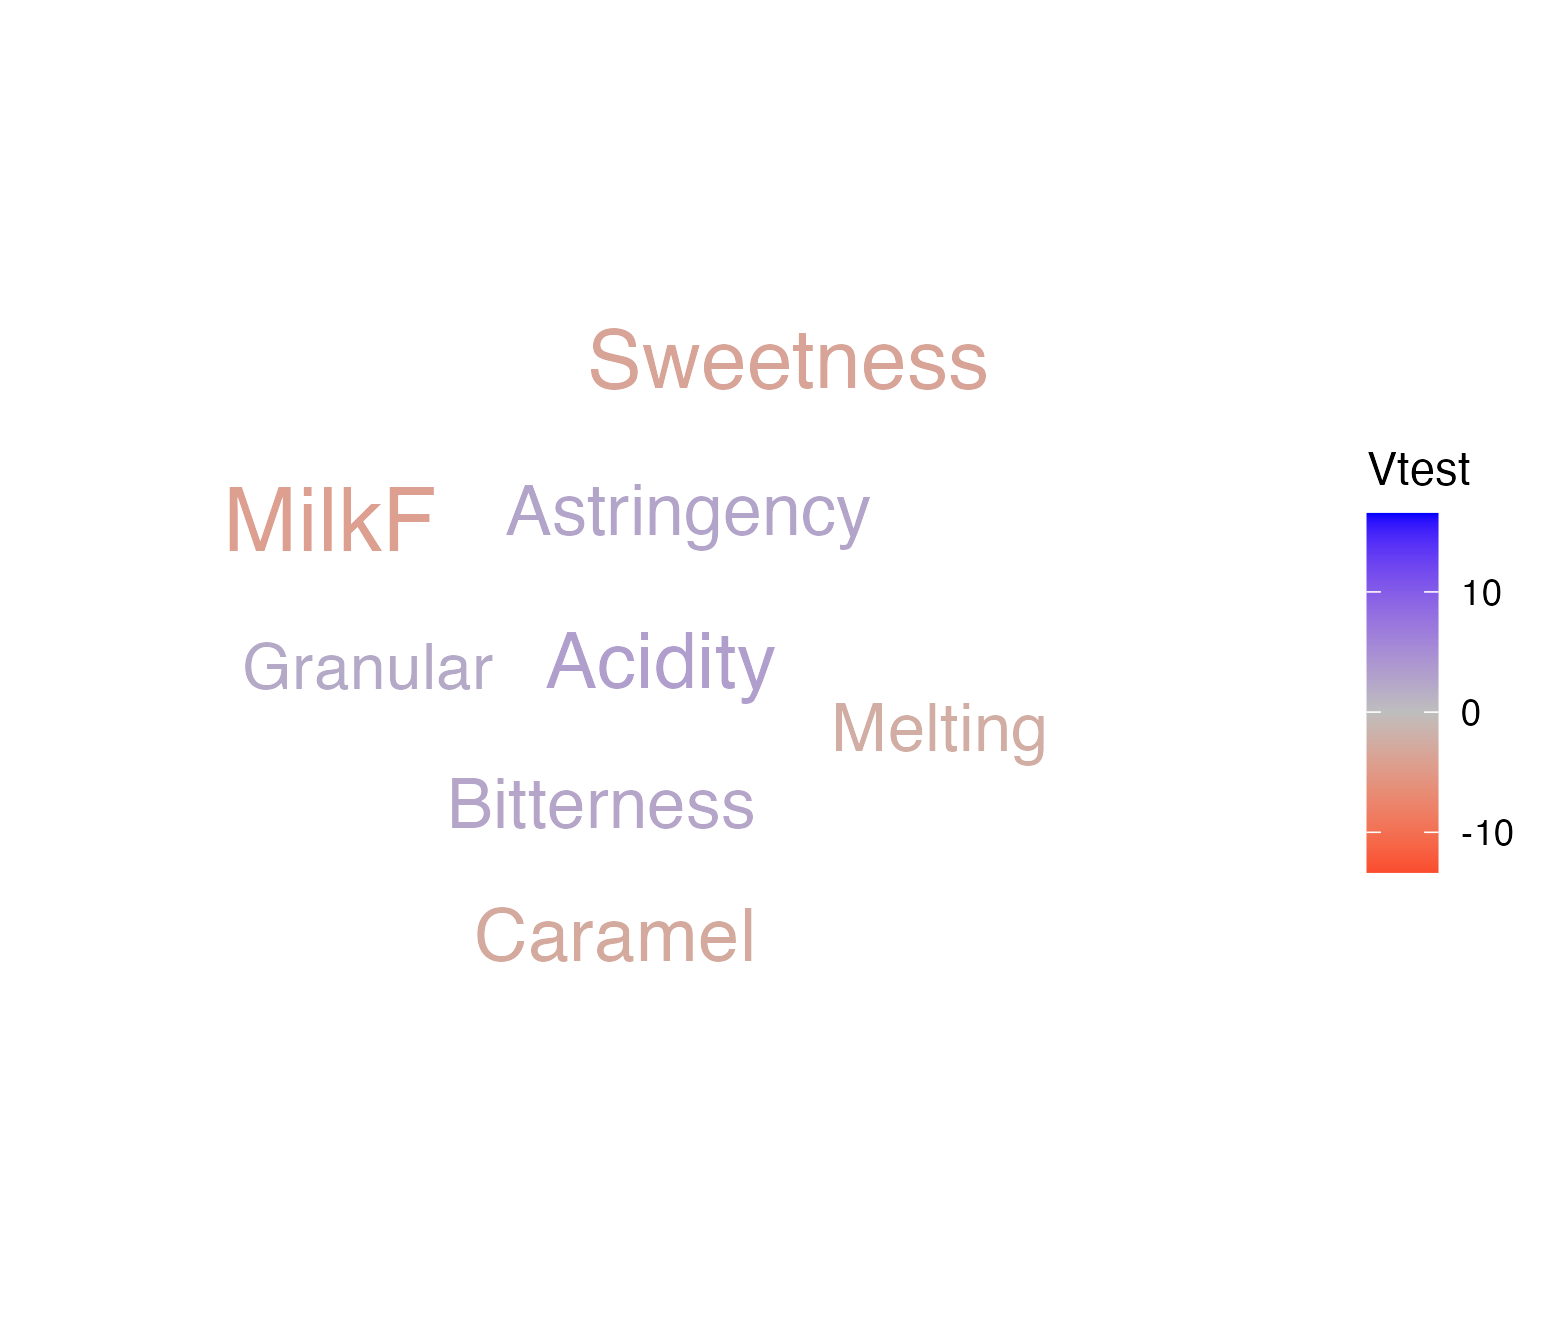 Sweetness
MilkF
Astringency
Granular
Acidity
Melting
Bitterness
Caramel
Vtest
10
0
-10